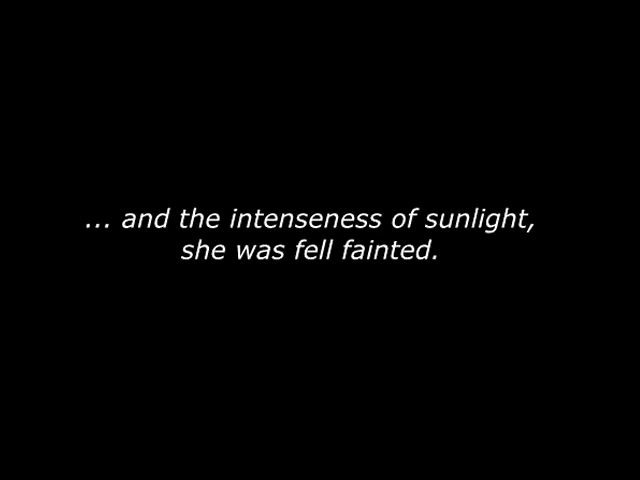 ... and the intenseness of sunlight,
she was fell fainted.